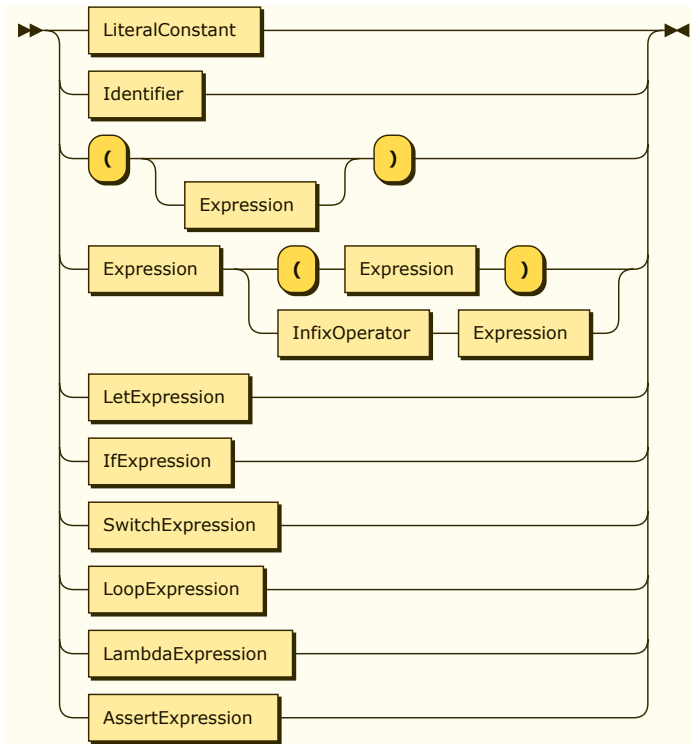 LiteralConstant
Identifier
( )
Expression
Expression ( Expression )
InfixOperator Expression
LetExpression
IfExpression
SwitchExpression
LoopExpression
LambdaExpression
AssertExpression